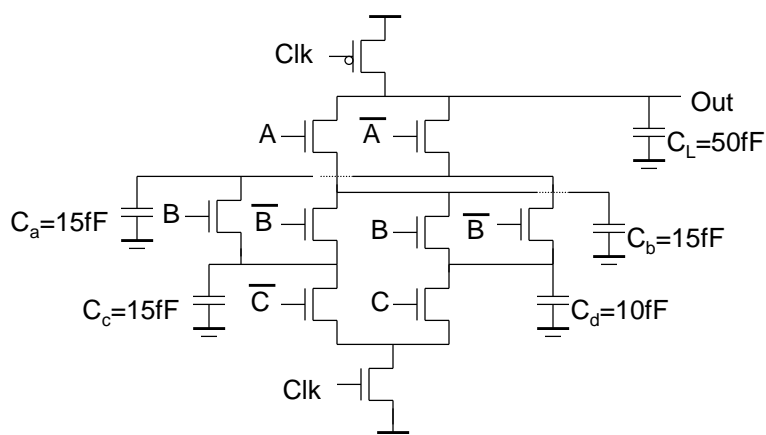 Clk
Out
A A̅
C_L=50fF
C_a=15fF B B̅ B B̅ C_b=15fF
C_c=15fF C̅ C C_d=10fF
Clk